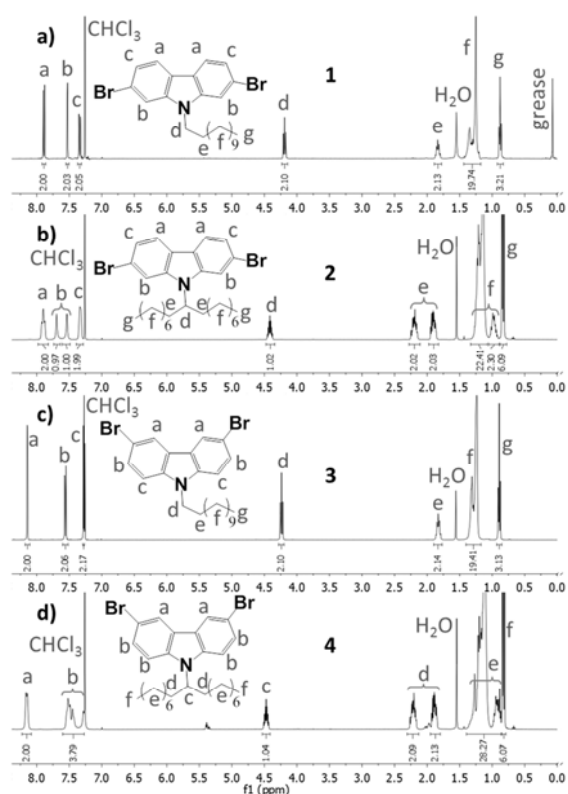 a)
CHCl3
a a
c c
Br Br
b b
N
d
e (f)9 g
1
a b c d e f g
H2O
grease
2.00 2.03 2.05 2.10 2.13 19.74 3.21
8.0 7.5 7.0 6.5 6.0 5.5 5.0 4.5 4.0 3.5 3.0 2.5 2.0 1.5 1.0 0.5 0.0
b)
CHCl3
a a
c c
Br Br
b b
N
g (f)6 e d e (f)6 g
2
a b c d e f g
H2O
2.00 0.97 1.00 1.99 1.02 2.02 2.03 22.41 2.30 6.09
8.0 7.5 7.0 6.5 6.0 5.5 5.0 4.5 4.0 3.5 3.0 2.5 2.0 1.5 1.0 0.5 0.0
c)
CHCl3
Br Br
a a
b b
c c
N
d
e (f)9 g
3
a b c d e f g
H2O
2.00 2.06 2.17 2.10 2.14 19.41 3.13
8.0 7.5 7.0 6.5 6.0 5.5 5.0 4.5 4.0 3.5 3.0 2.5 2.0 1.5 1.0 0.5 0.0
d)
CHCl3
Br Br
a a
b b
b b
N
f (e)6 d c d (e)6 f
4
a b c d e f
H2O
2.00 3.79 1.04 2.09 2.13 28.27 6.07
8.0 7.5 7.0 6.5 6.0 5.5 5.0 4.5 4.0 3.5 3.0 2.5 2.0 1.5 1.0 0.5 0.0
f1 (ppm)